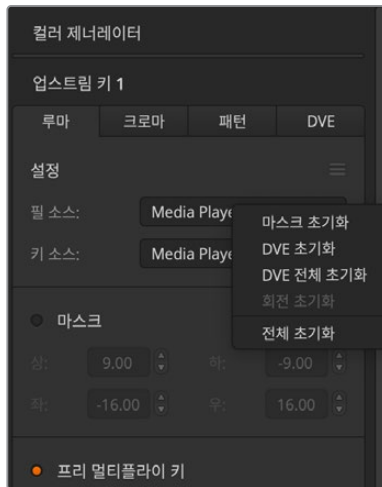 컬러 제너레이터
업스트림 키 1
루마 크로마 패턴 DVE
설정
필 소스: Media Playe
키 소스: Media Playe
마스크 초기화
DVE 초기화
DVE 전체 초기화
회전 초기화
전체 초기화
마스크
상: 9.00 하: -9.00
좌: -16.00 우: 16.00
프리 멀티플라이 키